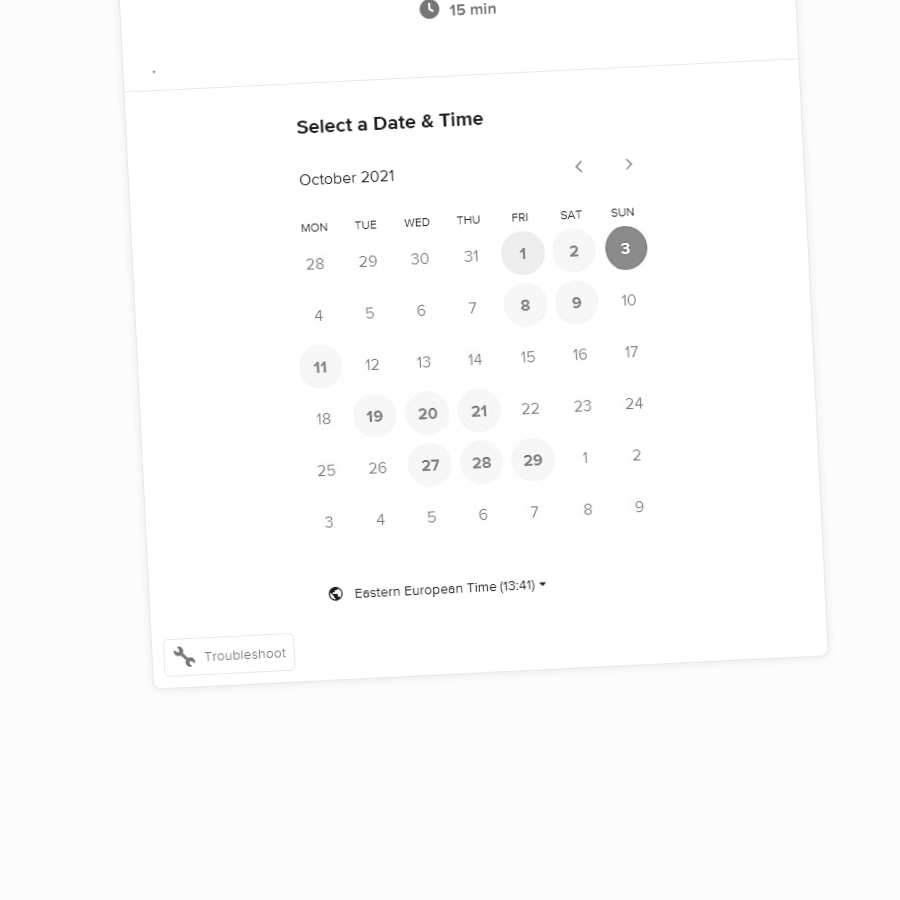 15 min
.
Select a Date & Time
October 2021
MON TUE WED THU FRI SAT SUN
28 29 30 31 1 2 3
4 5 6 7 8 9 10
11 12 13 14 15 16 17
18 19 20 21 22 23 24
25 26 27 28 29 1 2
3 4 5 6 7 8 9
Eastern European Time (13:41)
Troubleshoot